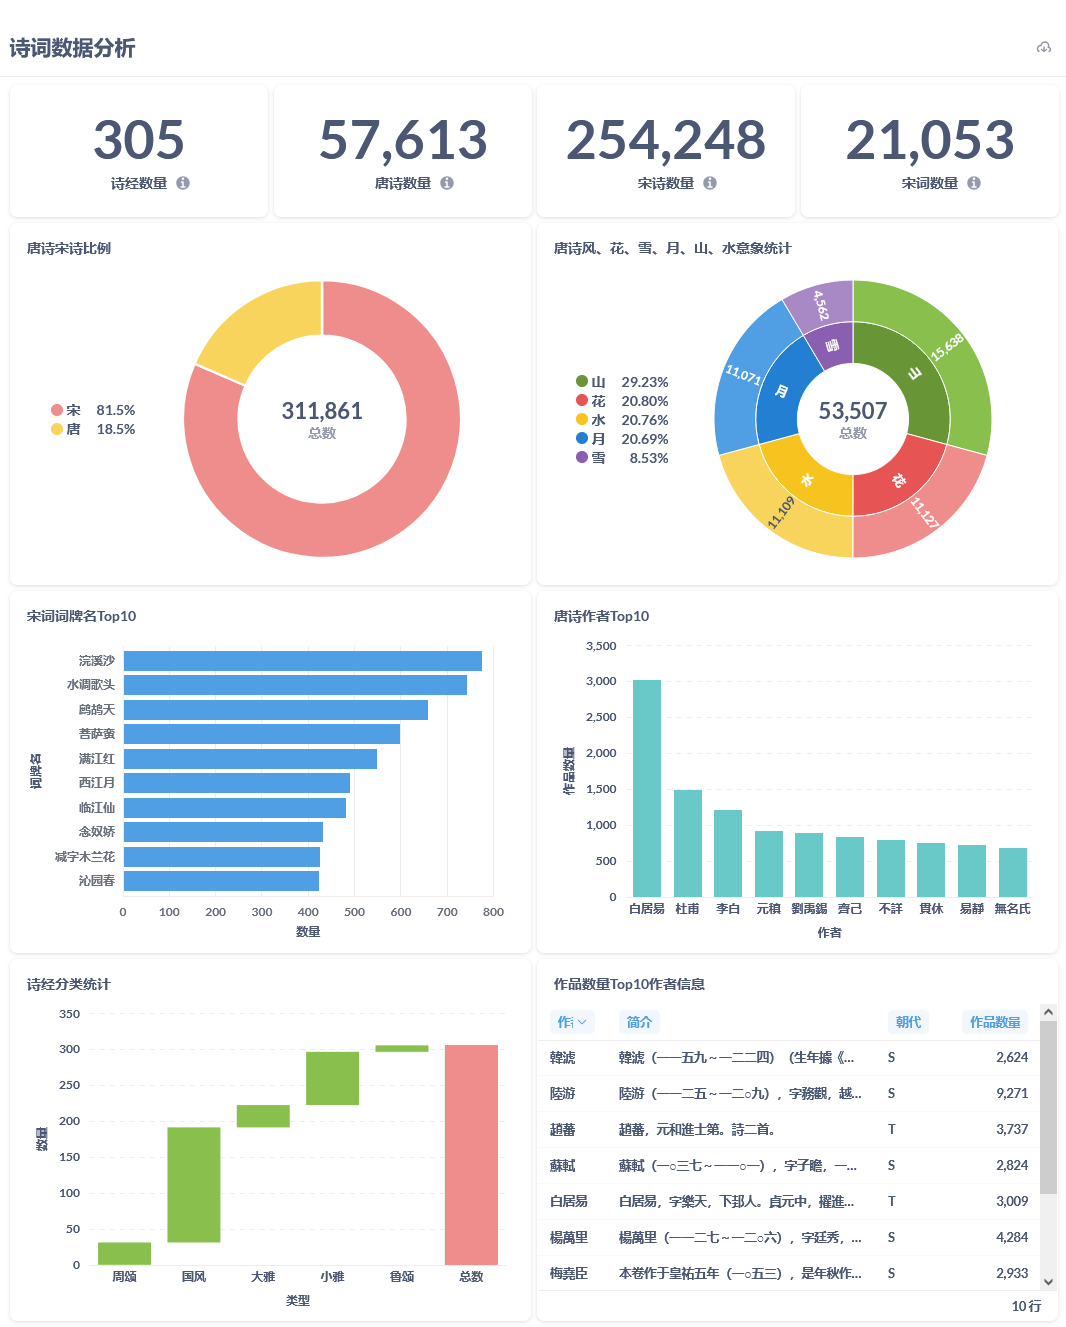 诗词数据分析
305
诗经数量
57,613
唐诗数量
254,248
宋诗数量
21,053
宋词数量
唐诗宋诗比例
宋 81.5%
唐 18.5%
311,861
总数
唐诗风、花、雪、月、山、水意象统计
山 29.23%
花 20.80%
水 20.76%
月 20.69%
雪 8.53%
53,507
总数
山
15,638
花
11,127
水
11,109
月
11,071
雪
4,562
宋词词牌名Top10
词牌名
浣溪沙
水调歌头
鹧鸪天
菩萨蛮
满江红
西江月
临江仙
念奴娇
减字木兰花
沁园春
0 100 200 300 400 500 600 700 800
数量
唐诗作者Top10
作品数量
3,500
3,000
2,500
2,000
1,500
1,000
500
0
白居易 杜甫 李白 元稹 劉禹錫 齊己 不詳 貫休 易靜 無名氏
作者
诗经分类统计
数量
350
300
250
200
150
100
50
0
周颂 国风 大雅 小雅 鲁颂 总数
类型
作品数量Top10作者信息
简介 朝代 作品数量
韓淲 韓淲（一一五九～一二二四）（生年據《... S 2,624
陸游 陸游（一一二五～一二○九），字務觀，越... S 9,271
趙蕃 趙蕃，元和進士第。詩二首。 T 3,737
蘇軾 蘇軾（一○三七～一一○一），字子瞻，一... S 2,824
白居易 白居易，字樂天，下邽人。貞元中，擢進... T 3,009
楊萬里 楊萬里（一一二七～一二○六），字廷秀，... S 4,284
梅堯臣 本卷作于皇祐五年（一○五三），是年秋作... S 2,933
10 行